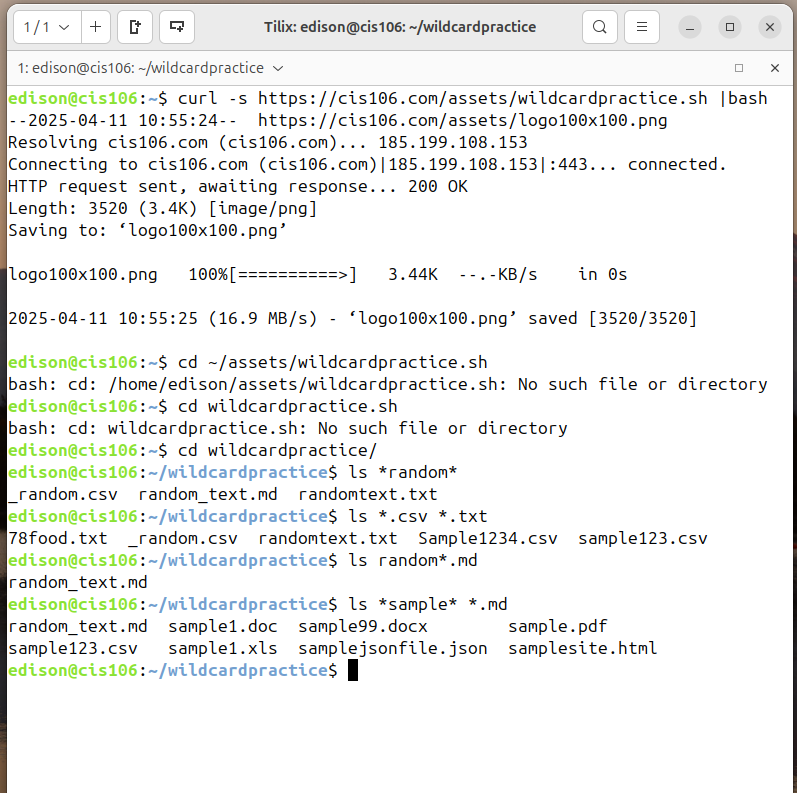 1 / 1
Tilix: edison@cis106: ~/wildcardpractice
1: edison@cis106: ~/wildcardpractice
edison@cis106:~$ curl -s https://cis106.com/assets/wildcardpractice.sh |bash
--2025-04-11 10:55:24--  https://cis106.com/assets/logo100x100.png
Resolving cis106.com (cis106.com)... 185.199.108.153
Connecting to cis106.com (cis106.com)|185.199.108.153|:443... connected.
HTTP request sent, awaiting response... 200 OK
Length: 3520 (3.4K) [image/png]
Saving to: ‘logo100x100.png’
logo100x100.png   100%[==========>]   3.44K  --.-KB/s    in 0s
2025-04-11 10:55:25 (16.9 MB/s) - ‘logo100x100.png’ saved [3520/3520]
edison@cis106:~$ cd ~/assets/wildcardpractice.sh
bash: cd: /home/edison/assets/wildcardpractice.sh: No such file or directory
edison@cis106:~$ cd wildcardpractice.sh
bash: cd: wildcardpractice.sh: No such file or directory
edison@cis106:~$ cd wildcardpractice/
edison@cis106:~/wildcardpractice$ ls *random*
_random.csv  random_text.md  randomtext.txt
edison@cis106:~/wildcardpractice$ ls *.csv *.txt
78food.txt  _random.csv  randomtext.txt  Sample1234.csv  sample123.csv
edison@cis106:~/wildcardpractice$ ls random*.md
random_text.md
edison@cis106:~/wildcardpractice$ ls *sample* *.md
random_text.md  sample1.doc  sample99.docx        sample.pdf
sample123.csv   sample1.xls  samplejsonfile.json  samplesite.html
edison@cis106:~/wildcardpractice$